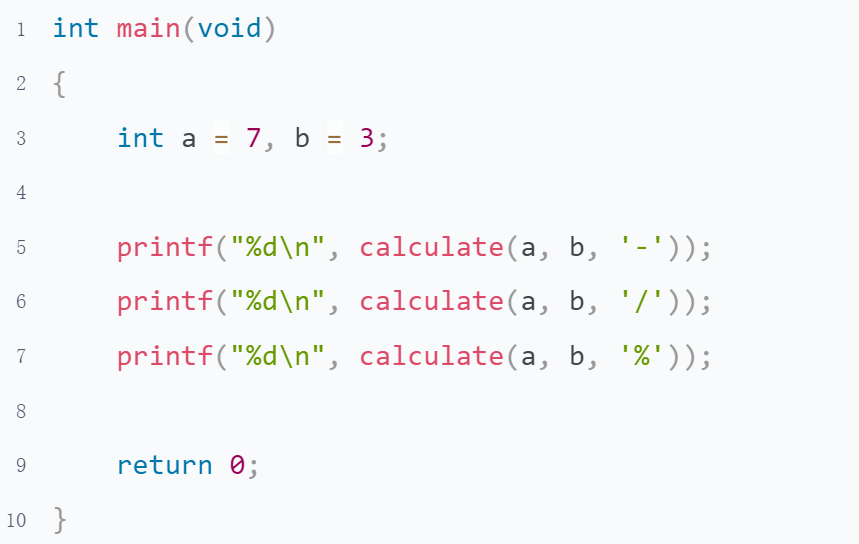 1 int main(void)
2 {
3     int a = 7, b = 3;
4
5     printf("%d\n", calculate(a, b, '-'));
6     printf("%d\n", calculate(a, b, '/'));
7     printf("%d\n", calculate(a, b, '%'));
8
9     return 0;
10 }